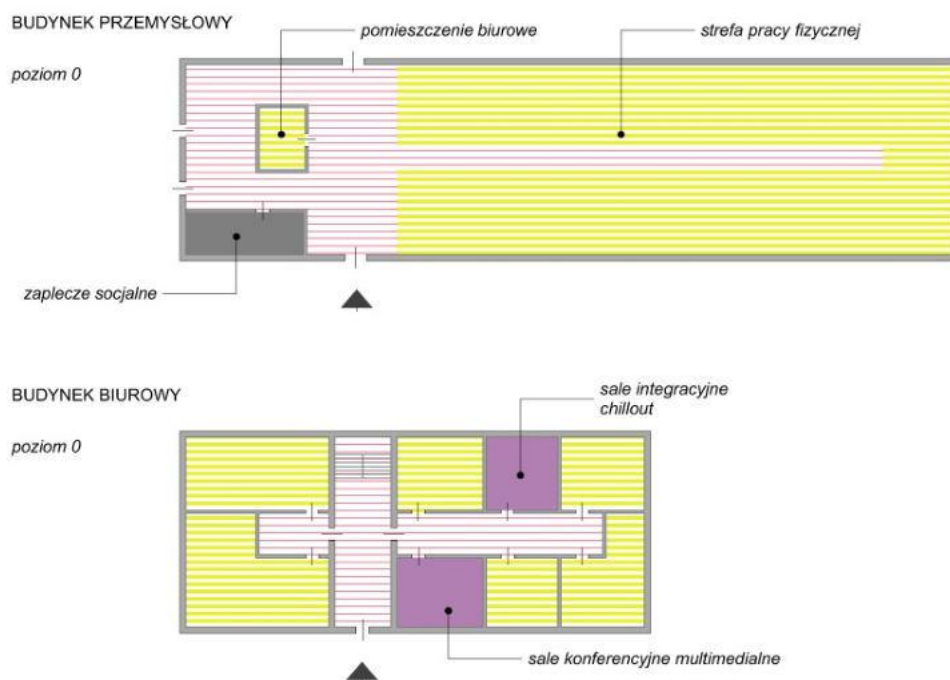 BUDYNEK PRZEMYSŁOWY
pomieszczenie biurowe
strefa pracy fizycznej
poziom 0
zaplecze socjalne
BUDYNEK BIUROWY
sale integracyjne
chillout
poziom 0
sale konferencyjne multimedialne